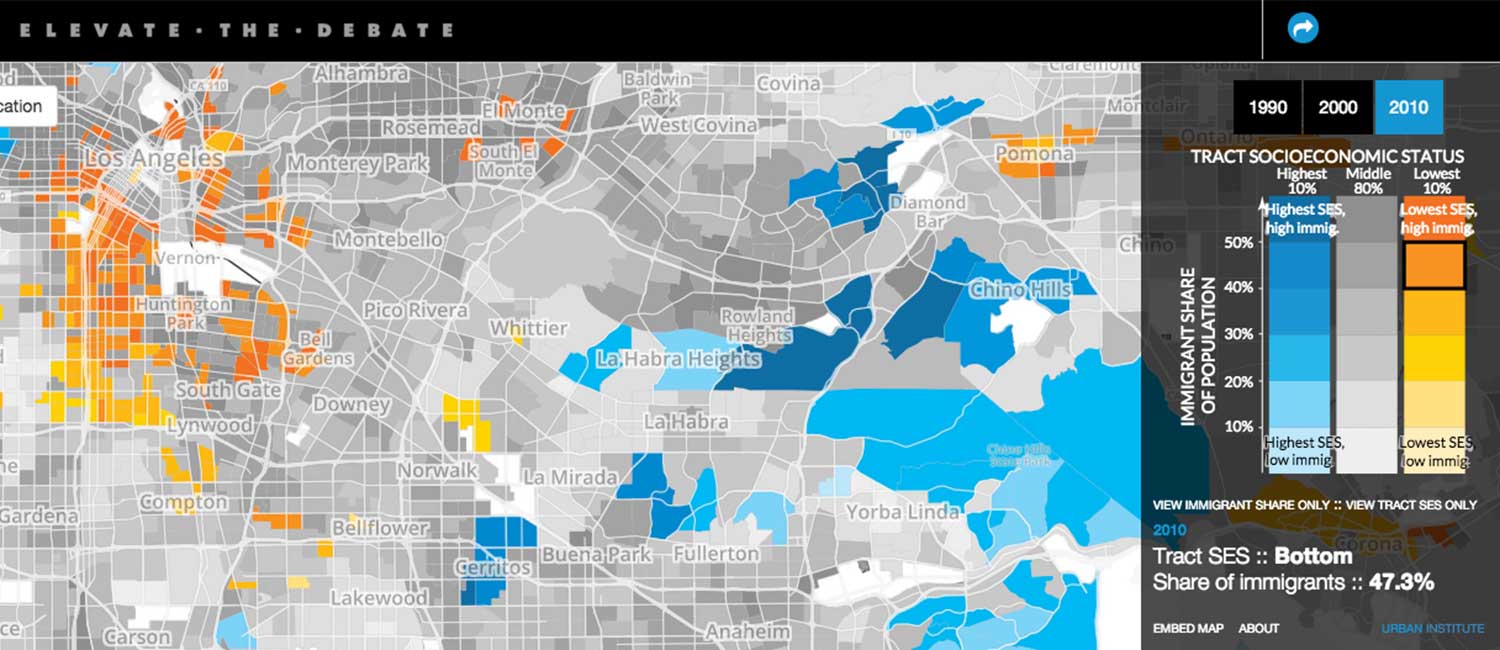 ELEVATE · THE · DEBATE
cation
Alhambra
CA 110
Baldwin
Park
Covina
Claremont
Upland
El Monte
Rosemead
West Covina
I 10
Montclair
Ontario
Los Angeles
Monterey Park
South El
Monte
Pomona
Diamond
Bar
Montebello
Chino
Vernon
Chino Hills
Huntington
Park
Pico Rivera
Whittier
Rowland
Heights
Bell
Gardens
La Habra Heights
South Gate
Downey
Lynwood
La Habra
Chino Hills
State Park
Norwalk
La Mirada
Compton
Gardena
Bellflower
Yorba Linda
Buena Park
Fullerton
Cerritos
Corona
Lakewood
Carson
Anaheim
1990
2000
2010
TRACT SOCIOECONOMIC STATUS
Highest
10%
Middle
80%
Lowest
10%
Highest SES,
high immig.
Lowest SES,
high immig.
50%
40%
30%
20%
10%
IMMIGRANT SHARE
OF POPULATION
Highest SES,
low immig.
Lowest SES,
low immig.
VIEW IMMIGRANT SHARE ONLY :: VIEW TRACT SES ONLY
2010
Tract SES :: Bottom
Share of immigrants :: 47.3%
EMBED MAP ABOUT
URBAN INSTITUTE